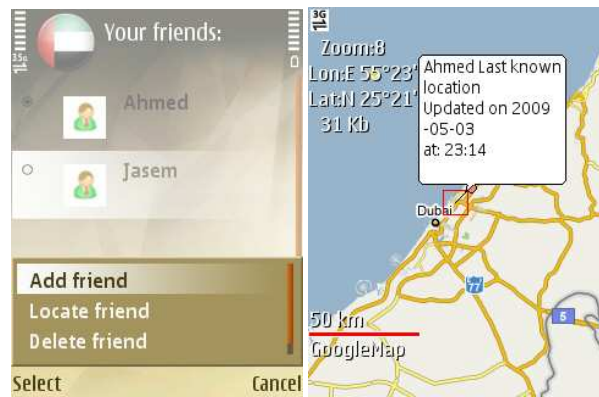 3.5G
Your friends:
Ahmed
Jasem
Add friend
Locate friend
Delete friend
Select
Cancel
3G
Zoom:8
Lon:E 55°23'
Lat:N 25°21'
31 Kb
Ahmed Last known
location
Updated on 2009
-05-03
at: 23:14
Dubai
77
5
50 km
GoogleMap